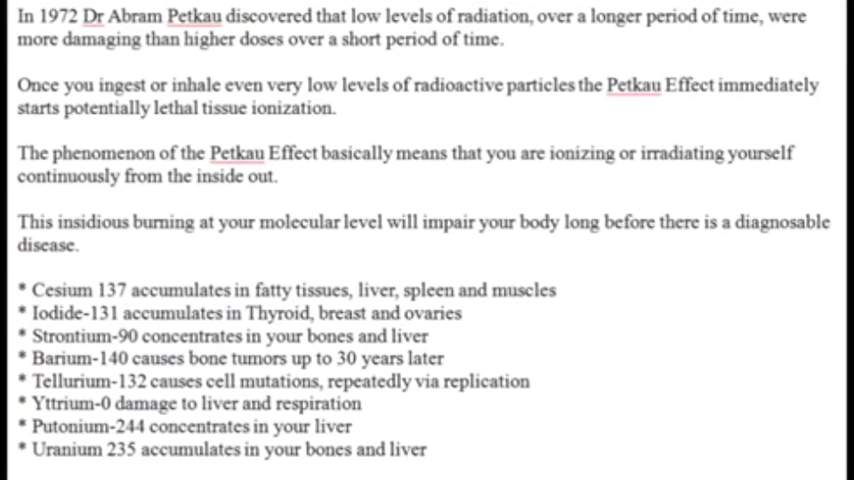 In 1972 Dr Abram Petkau discovered that low levels of radiation, over a longer period of time, were
more damaging than higher doses over a short period of time.
Once you ingest or inhale even very low levels of radioactive particles the Petkau Effect immediately
starts potentially lethal tissue ionization.
The phenomenon of the Petkau Effect basically means that you are ionizing or irradiating yourself
continuously from the inside out.
This insidious burning at your molecular level will impair your body long before there is a diagnosable
disease.
* Cesium 137 accumulates in fatty tissues, liver, spleen and muscles
* Iodide-131 accumulates in Thyroid, breast and ovaries
* Strontium-90 concentrates in your bones and liver
* Barium-140 causes bone tumors up to 30 years later
* Tellurium-132 causes cell mutations, repeatedly via replication
* Yttrium-0 damage to liver and respiration
* Putonium-244 concentrates in your liver
* Uranium 235 accumulates in your bones and liver